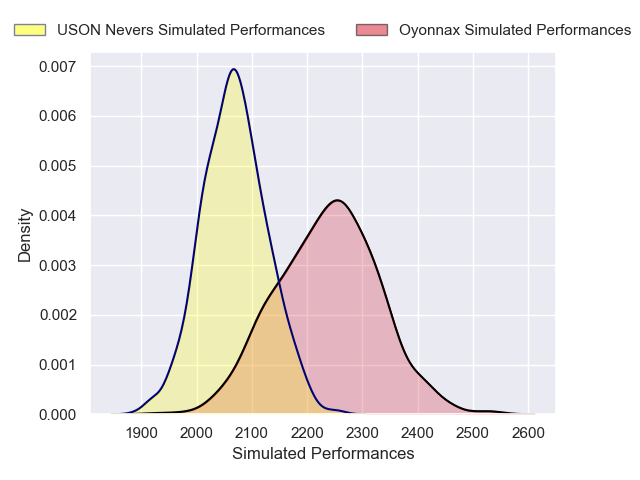 USON Nevers Simulated Performances Oyonnax Simulated Performances
0.007
0.006
0.005
0.004
0.003
0.002
0.001
0.000
Density
1900 2000 2100 2200 2300 2400 2500 2600
Simulated Performances